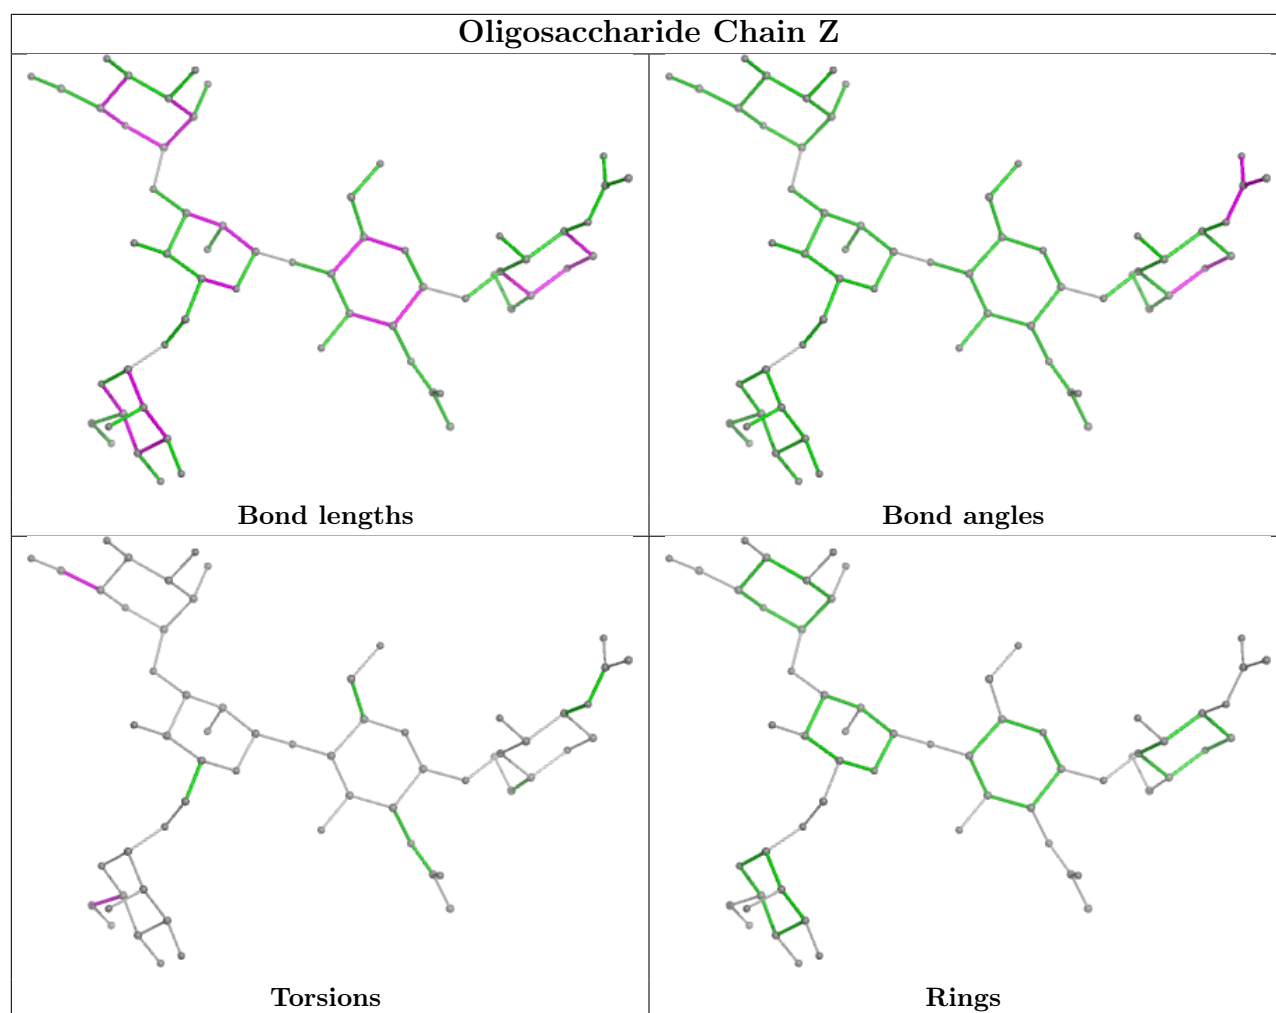 Oligosaccharide Chain Z
Bond lengths
Bond angles
Torsions
Rings